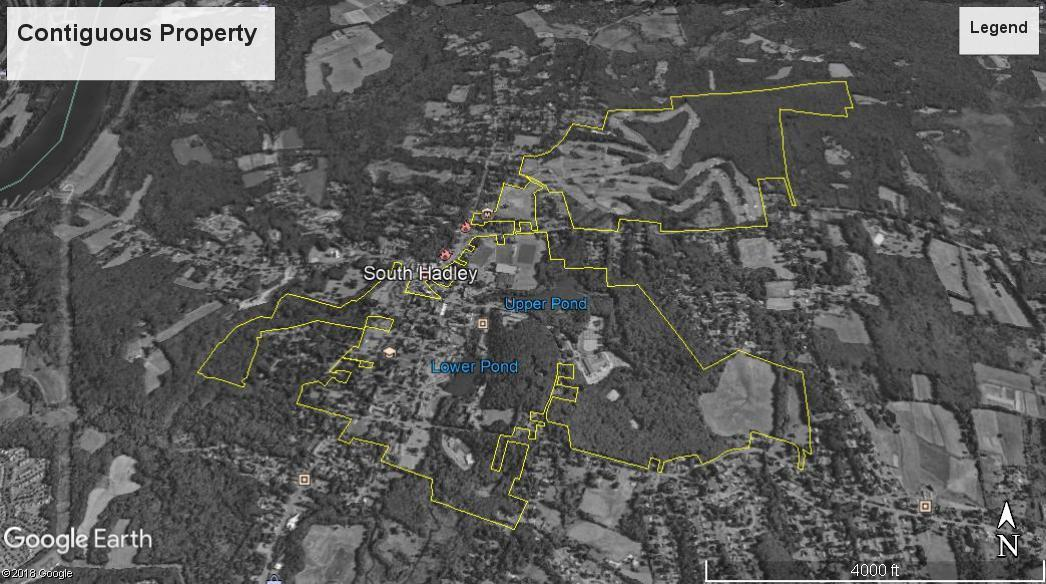 Contiguous Property
Legend
South Hadley
Upper Pond
Lower Pond
Google Earth
©2018 Google
N
4000 ft